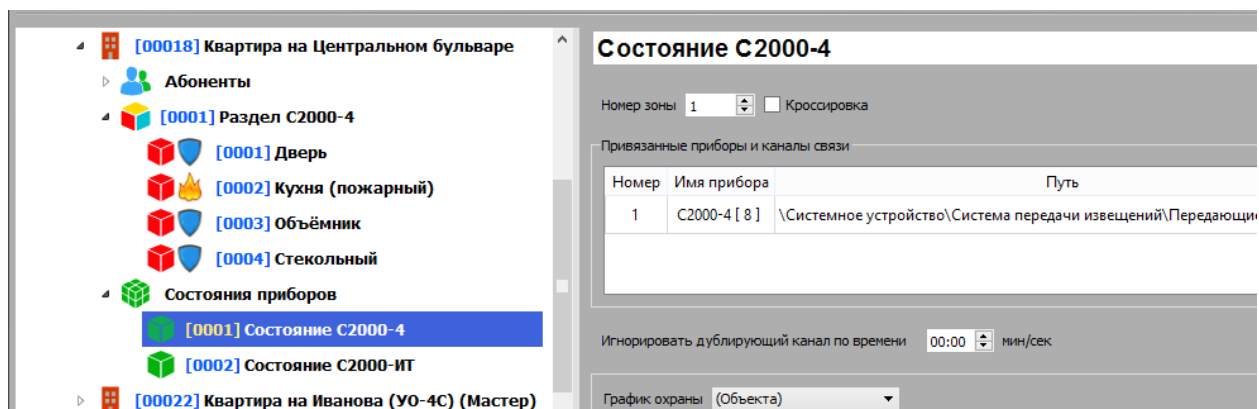 [00018] Квартира на Центральном бульваре
Абоненты
[0001] Раздел С2000-4
[0001] Дверь
[0002] Кухня (пожарный)
[0003] Объёмник
[0004] Стекольный
Состояния приборов
[0001] Состояние С2000-4
[0002] Состояние С2000-ИТ
[00022] Квартира на Иванова (УО-4С) (Мастер)
Состояние С2000-4
Номер зоны 1 Кроссировка
Привязанные приборы и каналы связи
Номер Имя прибора Путь
1 С2000-4 [ 8 ] \Системное устройство\Система передачи извещений\Передающие
Игнорировать дублирующий канал по времени 00:00 мин/сек
График охраны (Объекта)